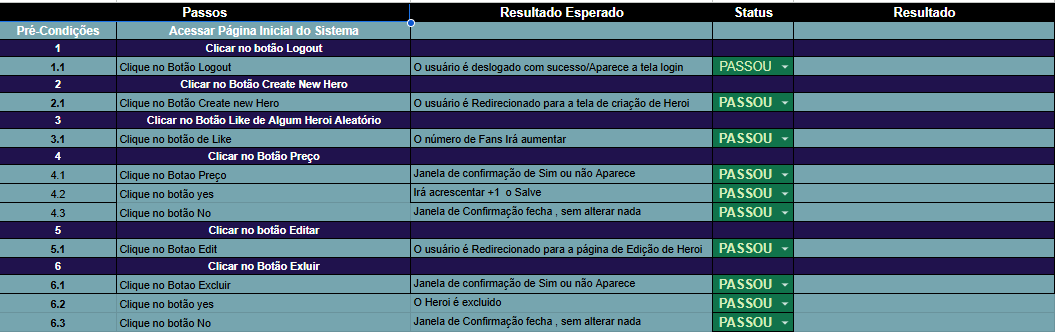 Passos Resultado Esperado Status Resultado
Pré-Condições Acessar Página Inicial do Sistema
1 Clicar no botão Logout
1.1 Clique no Botão Logout O usuário é deslogado com sucesso/Aparece a tela login PASSOU
2 Clicar no Botão Create New Hero
2.1 Clique no Botão Create new Hero O usuário é Redirecionado para a tela de criação de Heroi PASSOU
3 Clicar no Botão Like de Algum Heroi Aleatório
3.1 Clique no botão de Like O número de Fans Irá aumentar PASSOU
4 Clicar no Botão Preço
4.1 Clique no Botao Preço Janela de confirmação de Sim ou não Aparece PASSOU
4.2 Clique no botão yes Irá acrescentar +1 o Salve PASSOU
4.3 Clique no botão No Janela de Confirmação fecha , sem alterar nada PASSOU
5 Clicar no botão Editar
5.1 Clique no Botao Edit O usuário é Redirecionado para a página de Edição de Heroi PASSOU
6 Clicar no Botão Exluir
6.1 Clique no Botao Excluir Janela de confirmação de Sim ou não Aparece PASSOU
6.2 Clique no botão yes O Heroi é excluido PASSOU
6.3 Clique no botão No Janela de Confirmação fecha , sem alterar nada PASSOU